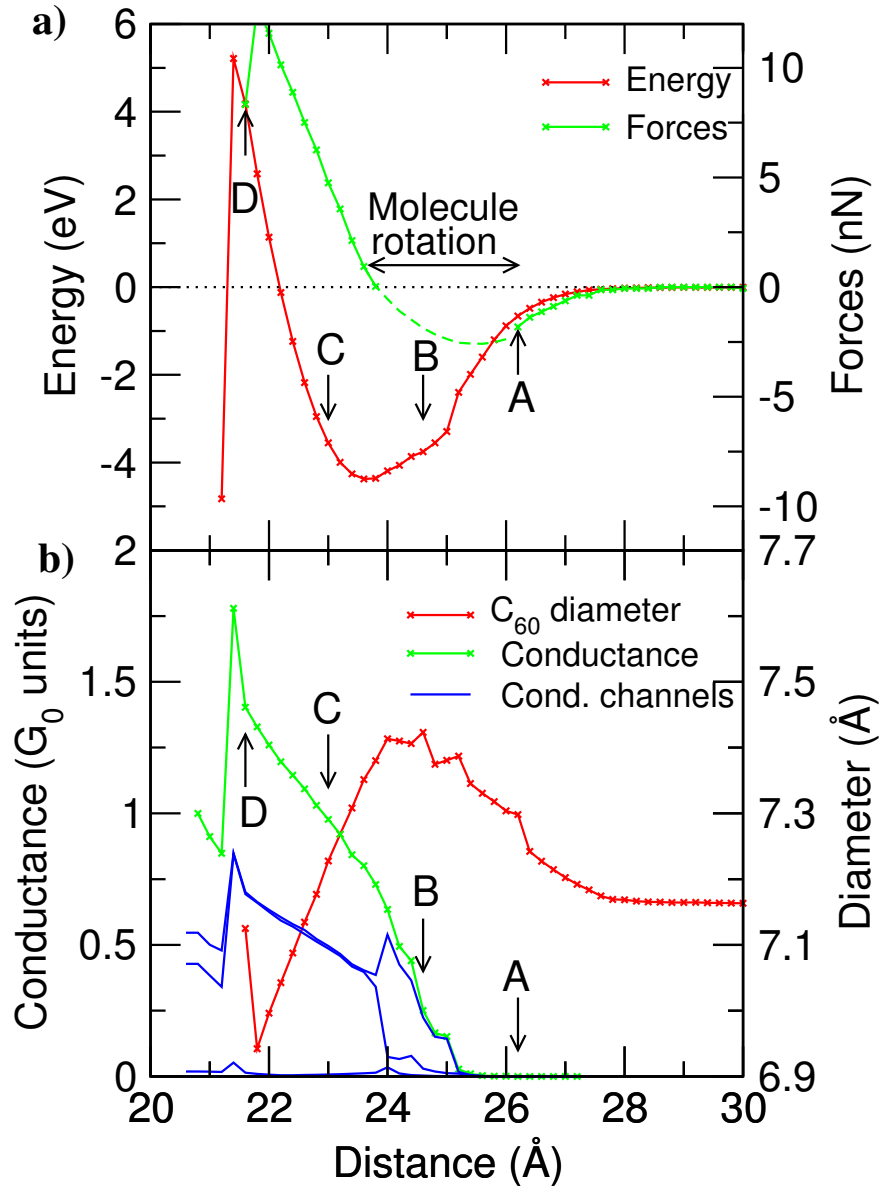 a)
6
4
2
0
-2
-4
Energy (eV)
10
5
0
-5
-10
Forces (nN)
Energy
Forces
D
Molecule
rotation
C
B
A
b)
2
1.5
1
0.5
0
Conductance (G0 units)
7.7
7.5
7.3
7.1
6.9
Diameter (Å)
C60 diameter
Conductance
Cond. channels
C
D
B
A
20 22 24 26 28 30
Distance (Å)